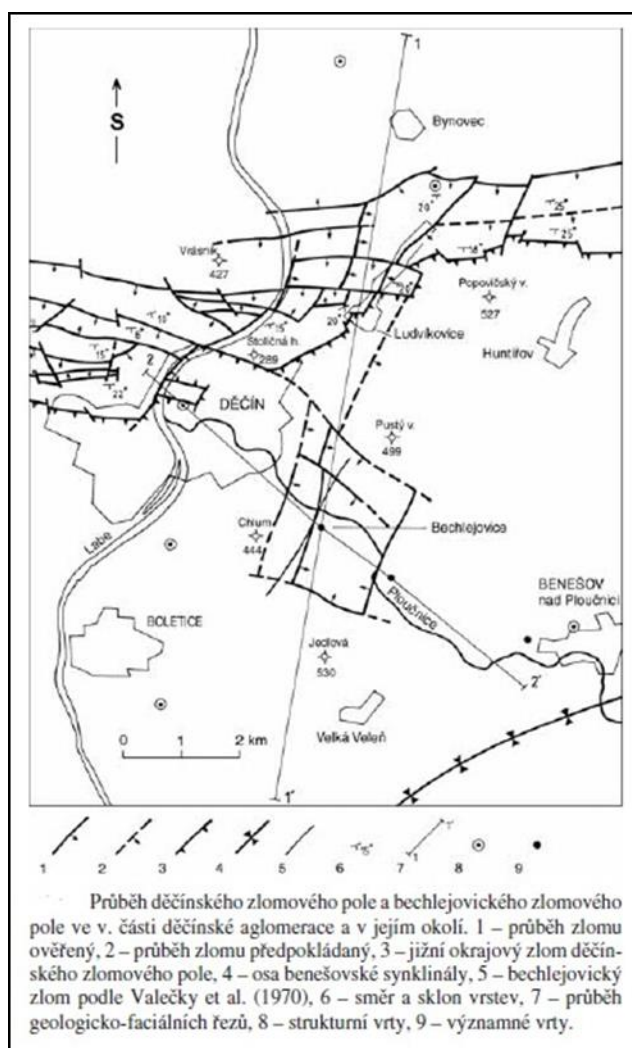 S
1
Bynovec
20°
25°
Vrásník
427
18°
25°
Popovičský v.
527
10°
15°
20°
25°
Ludvíkovice
Huntířov
Stoličná h.
289
15°
2
22°
DĚČÍN
Pustý v.
499
Chlum
444
Bechlejovice
Labe
Ploučnice
BENEŠOV
nad Ploučnicí
BOLETICE
Jedlová
530
2'
Velká Veleň
0 1 2 km
1'
1 2 3 4 5 6 7 8 9
Průběh děčínského zlomového pole a bechlejovického zlomového
pole ve v. části děčínské aglomerace a v jejím okolí. 1 – průběh zlomu
ověřený, 2 – průběh zlomu předpokládaný, 3 – jižní okrajový zlom děčín-
ského zlomového pole, 4 – osa benešovské synklinály, 5 – bechlejovický
zlom podle Valečky et al. (1970), 6 – směr a sklon vrstev, 7 – průběh
geologicko-faciálních řezů, 8 – strukturní vrty, 9 – významné vrty.